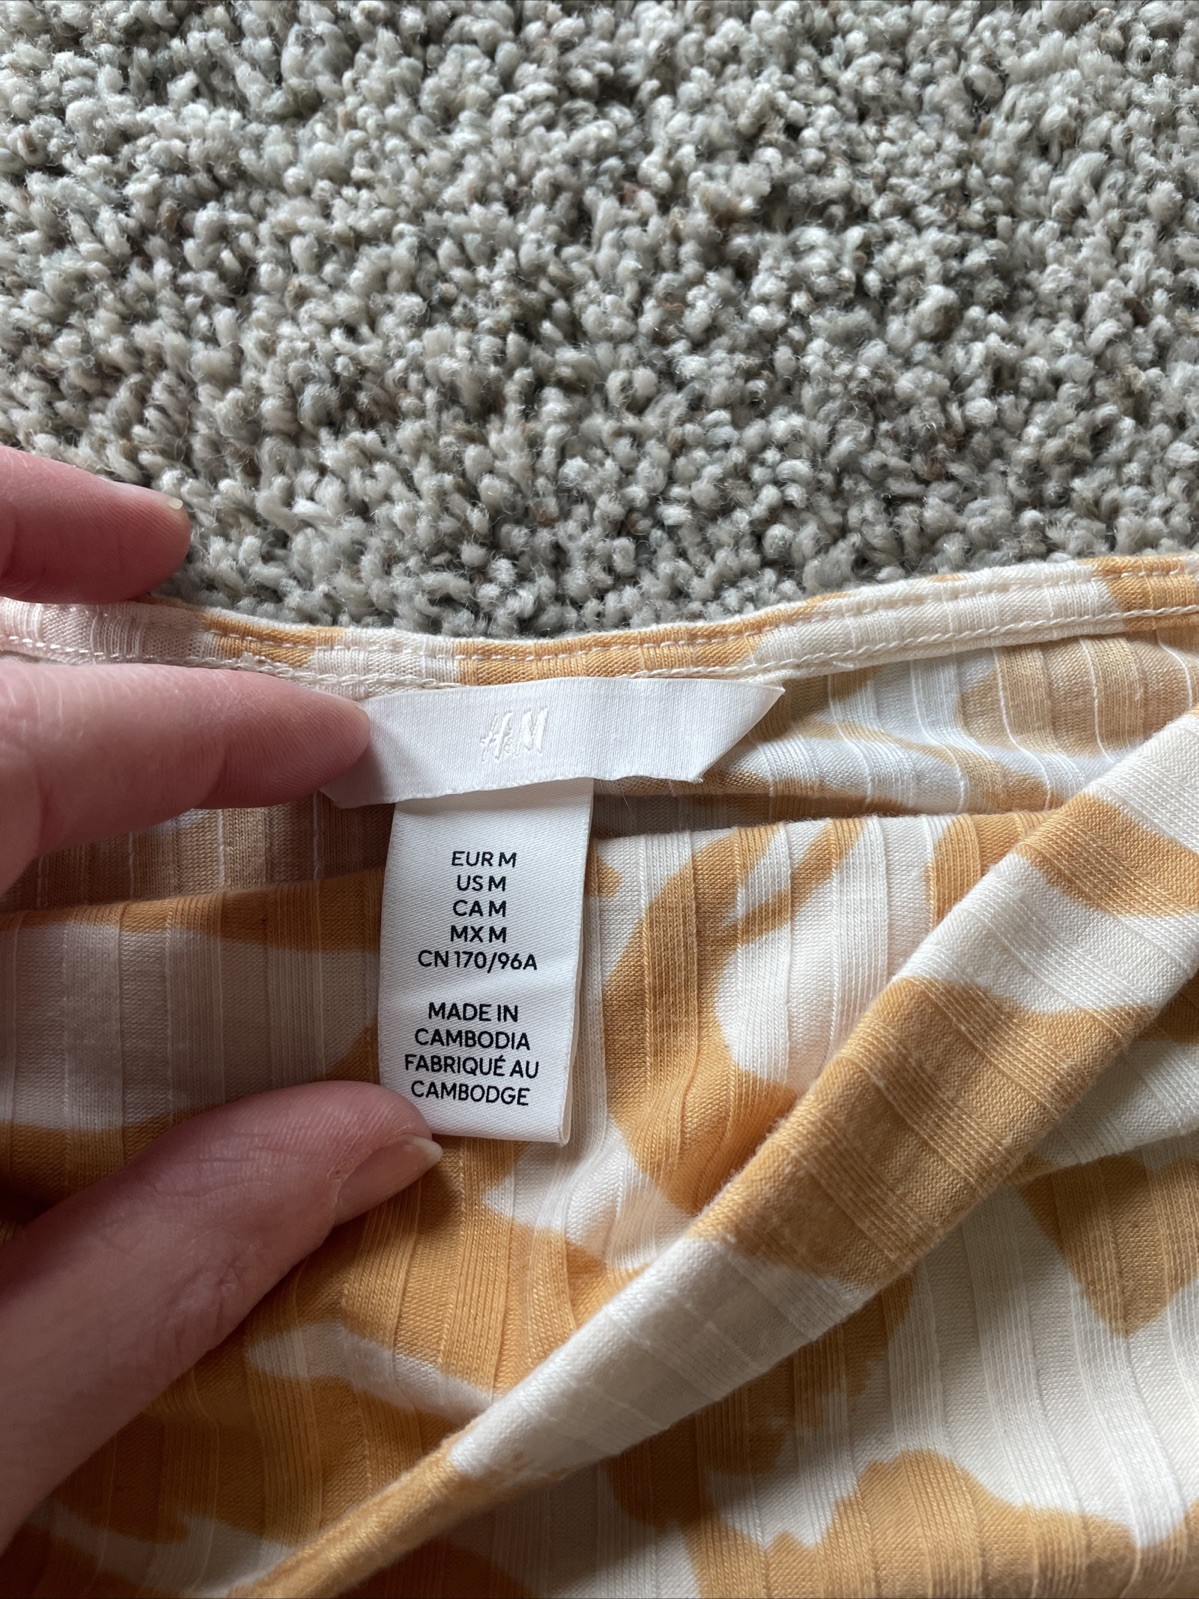 H&M
EUR M
US M
CA M
MX M
CN 170/96A
MADE IN
CAMBODIA
FABRIQUÉ AU
CAMBODGE